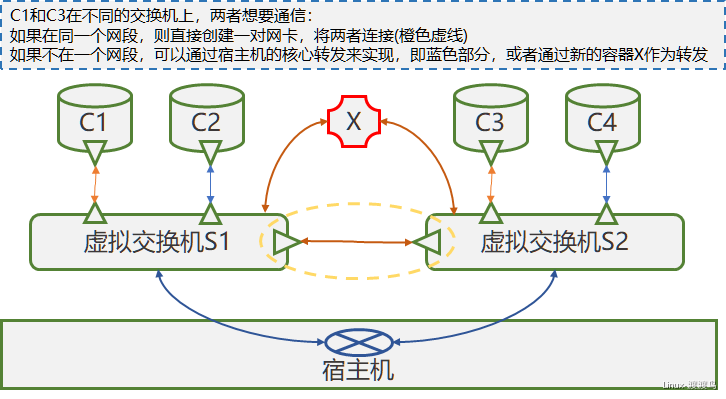 C1和C3在不同的交换机上，两者想要通信：
如果在同一个网段，则直接创建一对网卡，将两者连接(橙色虚线)
如果不在一个网段，可以通过宿主机的核心转发来实现，即蓝色部分，或者通过新的容器X作为转发
C1
C2
X
C3
C4
虚拟交换机S1
虚拟交换机S2
宿主机